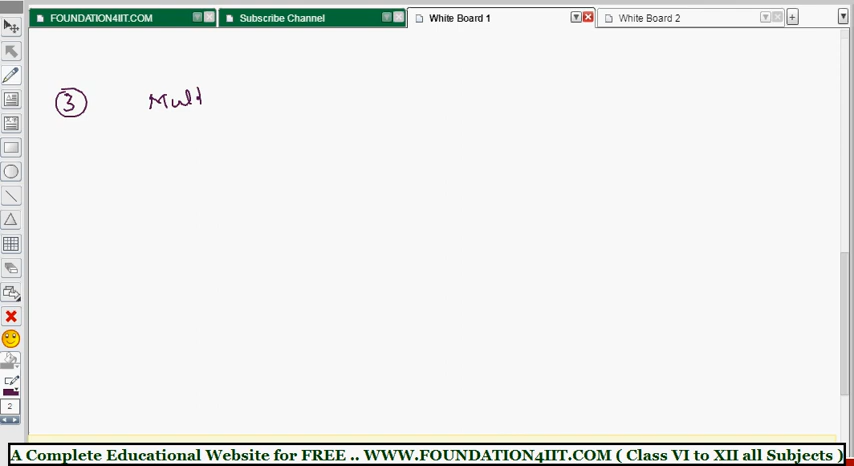 FOUNDATION4IIT.COM
Subscribe Channel
White Board 1
White Board 2
3 Mult
2
A Complete Educational Website for FREE .. WWW.FOUNDATION4IIT.COM ( Class VI to XII all Subjects )